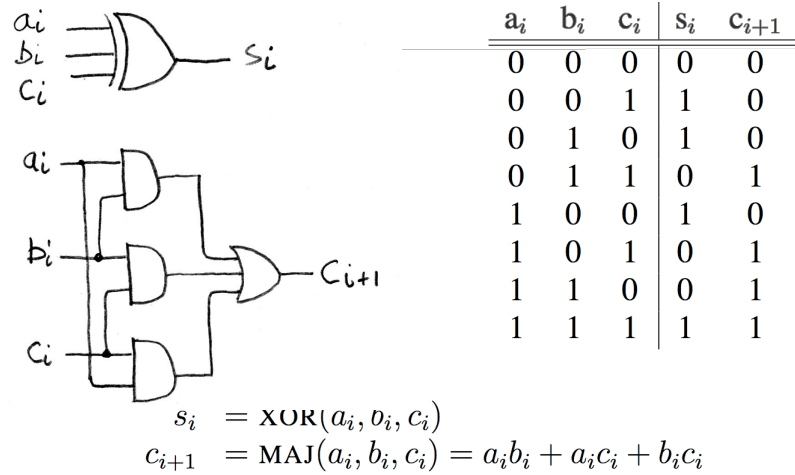 aᵢ
bᵢ
cᵢ
sᵢ
aᵢ
bᵢ
cᵢ
cᵢ₊₁
aᵢ bᵢ cᵢ sᵢ cᵢ₊₁
0 0 0 0 0
0 0 1 1 0
0 1 0 1 0
0 1 1 0 1
1 0 0 1 0
1 0 1 0 1
1 1 0 0 1
1 1 1 1 1
sᵢ = XOR(aᵢ, bᵢ, cᵢ)
cᵢ₊₁ = MAJ(aᵢ, bᵢ, cᵢ) = aᵢbᵢ + aᵢcᵢ + bᵢcᵢ